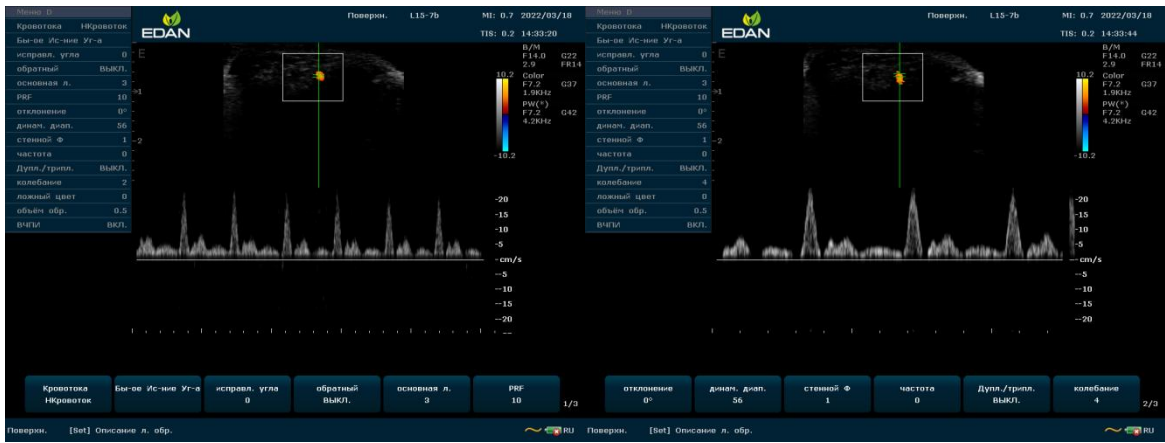 Меню D
Кровотока НКровоток
Бы-ое Ис-ние Уг-а
исправл. угла 0
обратный ВЫКЛ.
основная л. 3
PRF 10
отклонение 0°
динам. диап. 56
стенной Ф 1
частота 0
Дупл./трипл. ВЫКЛ.
колебание 2
ложный цвет 0
объём обр. 0.5
ВЧПИ ВКЛ.
EDAN
Поверхн. L15-7b MI: 0.7 2022/03/18
TIS: 0.2 14:33:20
E
1
2
B/M
F14.0 G22
2.9 FR14
10.2 Color
F7.2 G37
1.9KHz
PW(*)
F7.2 G42
4.2KHz
-10.2
-20
-15
-10
-5
cm/s
--5
--10
--15
--20
Кровотока НКровоток
Бы-ое Ис-ние Уг-а
исправл. угла 0
обратный ВЫКЛ.
основная л. 3
PRF 10
1/3
Поверхн. [Set] Описание л. обр. RU
Меню D
Кровотока НКровоток
Бы-ое Ис-ние Уг-а
исправл. угла 0
обратный ВЫКЛ.
основная л. 3
PRF 10
отклонение 0°
динам. диап. 56
стенной Ф 1
частота 0
Дупл./трипл. ВЫКЛ.
колебание 4
ложный цвет 0
объём обр. 0.5
ВЧПИ ВКЛ.
EDAN
Поверхн. L15-7b MI: 0.7 2022/03/18
TIS: 0.2 14:33:44
E
1
2
B/M
F14.0 G22
2.9 FR14
10.2 Color
F7.2 G37
1.9KHz
PW(*)
F7.2 G42
4.2KHz
-10.2
-20
-15
-10
-5
cm/s
--5
--10
--15
--20
отклонение 0°
динам. диап. 56
стенной Ф 1
частота 0
Дупл./трипл. ВЫКЛ.
колебание 4
2/3
Поверхн. [Set] Описание л. обр. RU